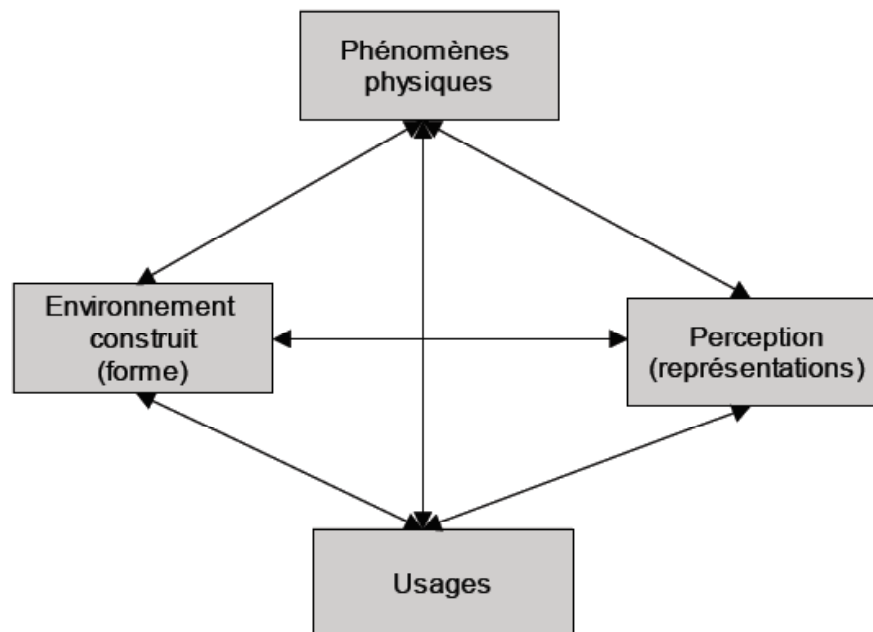 Phénomènes
physiques
Environnement
construit
(forme)
Perception
(représentations)
Usages